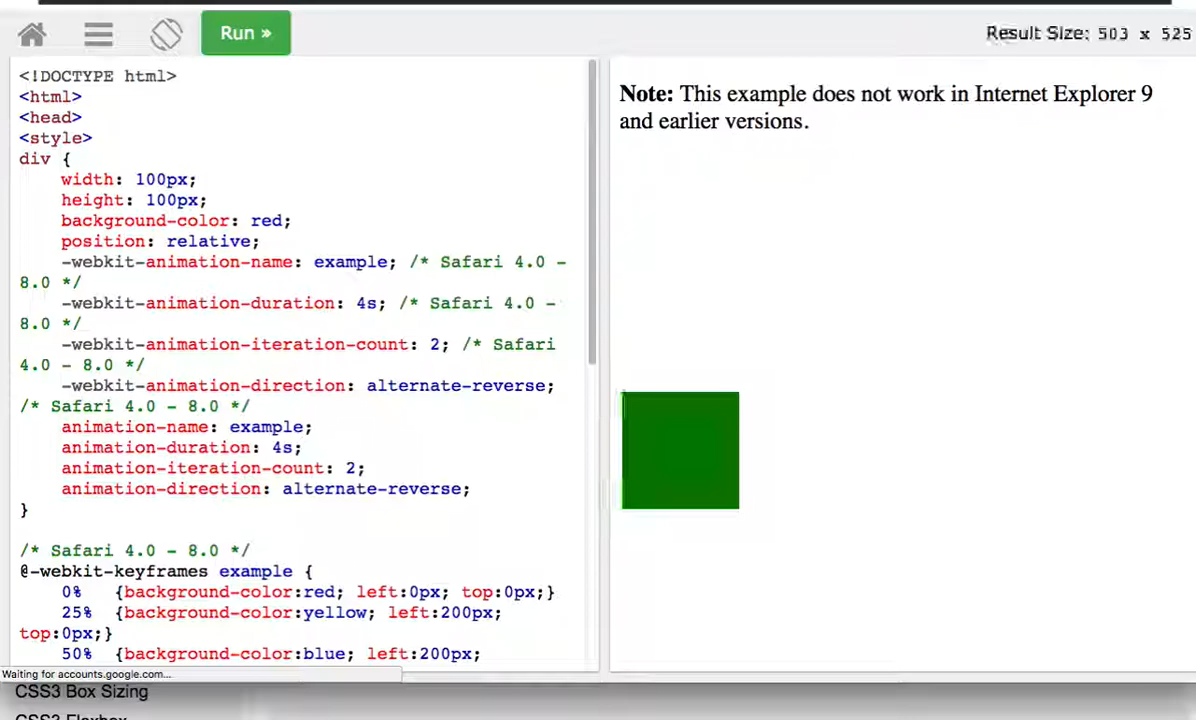 Run »
Result Size: 503 x 525
<!DOCTYPE html>
<html>
<head>
<style>
div {
width: 100px;
height: 100px;
background-color: red;
position: relative;
-webkit-animation-name: example; /* Safari 4.0 -
8.0 */
-webkit-animation-duration: 4s; /* Safari 4.0 -
8.0 */
-webkit-animation-iteration-count: 2; /* Safari
4.0 - 8.0 */
-webkit-animation-direction: alternate-reverse;
/* Safari 4.0 - 8.0 */
animation-name: example;
animation-duration: 4s;
animation-iteration-count: 2;
animation-direction: alternate-reverse;
}
/* Safari 4.0 - 8.0 */
@-webkit-keyframes example {
0% {background-color:red; left:0px; top:0px;}
25% {background-color:yellow; left:200px;
top:0px;}
50% {background-color:blue; left:200px;
Note: This example does not work in Internet Explorer 9
and earlier versions.
Waiting for accounts.google.com...
CSS3 Box Sizing
CSS3 Flexbox